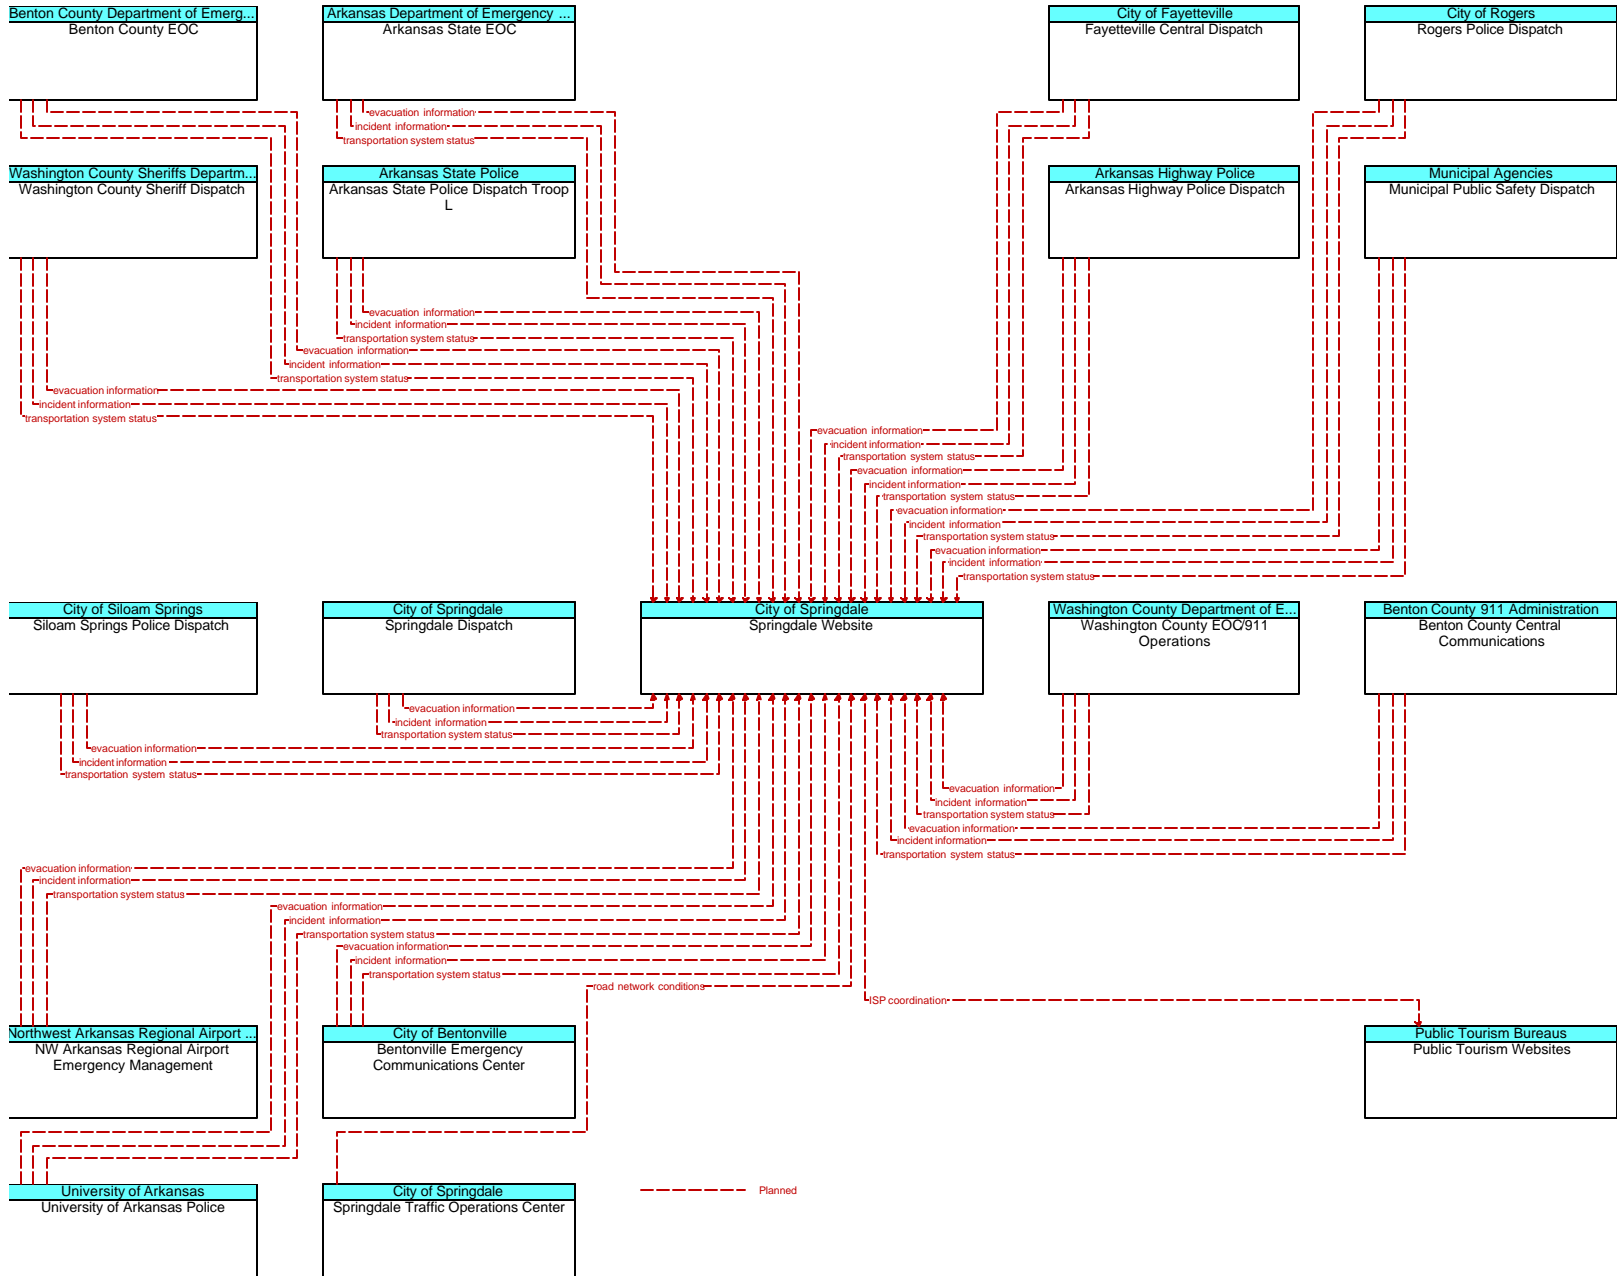 Benton County Department of Emerg...
Benton County EOC
Arkansas Department of Emergency ...
Arkansas State EOC
City of Fayetteville
Fayetteville Central Dispatch
City of Rogers
Rogers Police Dispatch
evacuation information
incident information
transportation system status
Washington County Sheriffs Departm...
Washington County Sheriff Dispatch
Arkansas State Police
Arkansas State Police Dispatch Troop
L
Arkansas Highway Police
Arkansas Highway Police Dispatch
Municipal Agencies
Municipal Public Safety Dispatch
evacuation information
incident information
transportation system status
evacuation information
incident information
transportation system status
evacuation information
incident information
transportation system status
evacuation information
incident information
transportation system status
evacuation information
incident information
transportation system status
evacuation information
incident information
transportation system status
evacuation information
incident information
transportation system status
City of Siloam Springs
Siloam Springs Police Dispatch
City of Springdale
Springdale Dispatch
City of Springdale
Springdale Website
Washington County Department of E...
Washington County EOC/911
Operations
Benton County 911 Administration
Benton County Central
Communications
evacuation information
incident information
transportation system status
evacuation information
incident information
transportation system status
evacuation information
incident information
transportation system status
evacuation information
incident information
transportation system status
evacuation information
incident information
transportation system status
evacuation information
incident information
transportation system status
evacuation information
incident information
transportation system status
road network conditions
ISP coordination
Northwest Arkansas Regional Airport ...
NW Arkansas Regional Airport
Emergency Management
City of Bentonville
Bentonville Emergency
Communications Center
Public Tourism Bureaus
Public Tourism Websites
University of Arkansas
University of Arkansas Police
City of Springdale
Springdale Traffic Operations Center
Planned